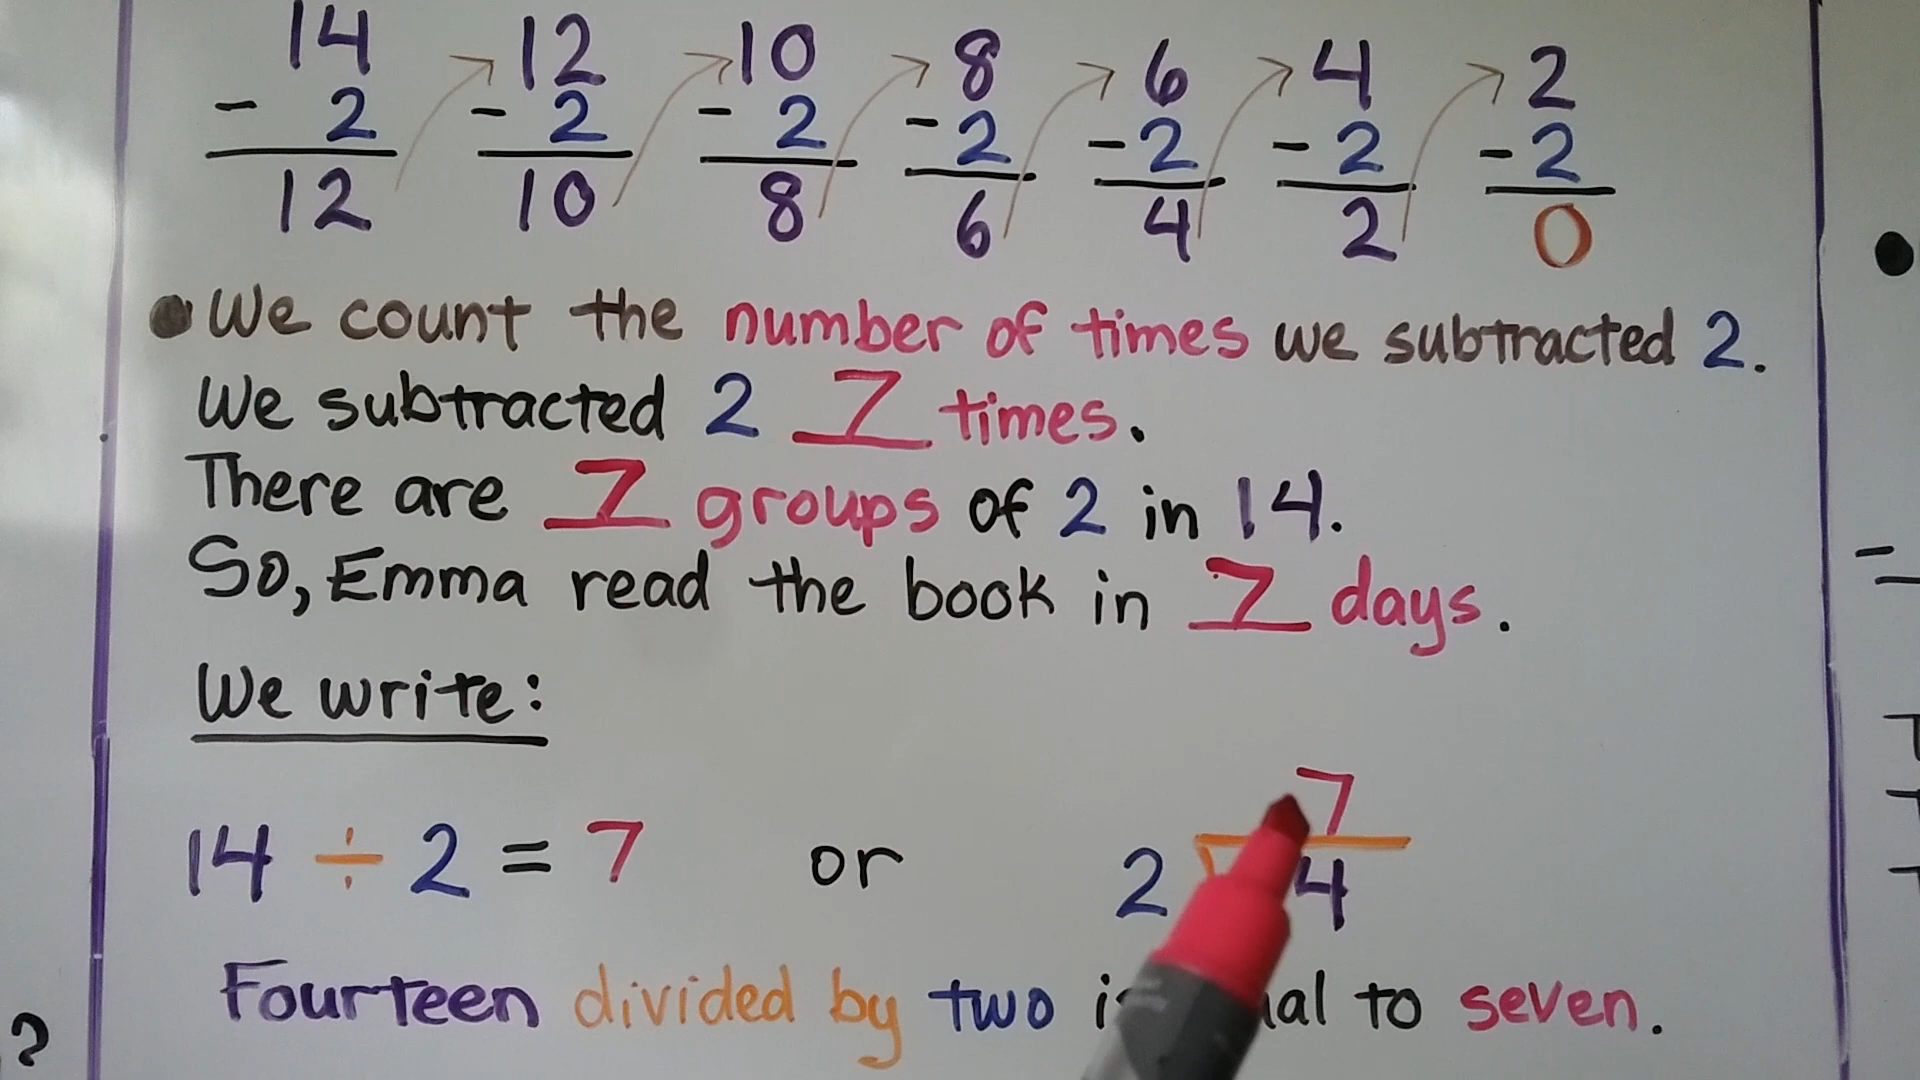 14 12 10 8 6 4 2
- 2 - 2 - 2 - 2 - 2 - 2 - 2
12 10 8 6 4 2 0
We count the number of times we subtracted 2.
We subtracted 2 7 times.
There are 7 groups of 2 in 14.
So, Emma read the book in 7 days.
We write:
7
14 ÷ 2 = 7 or 2 4
Fourteen divided by two to seven.
?